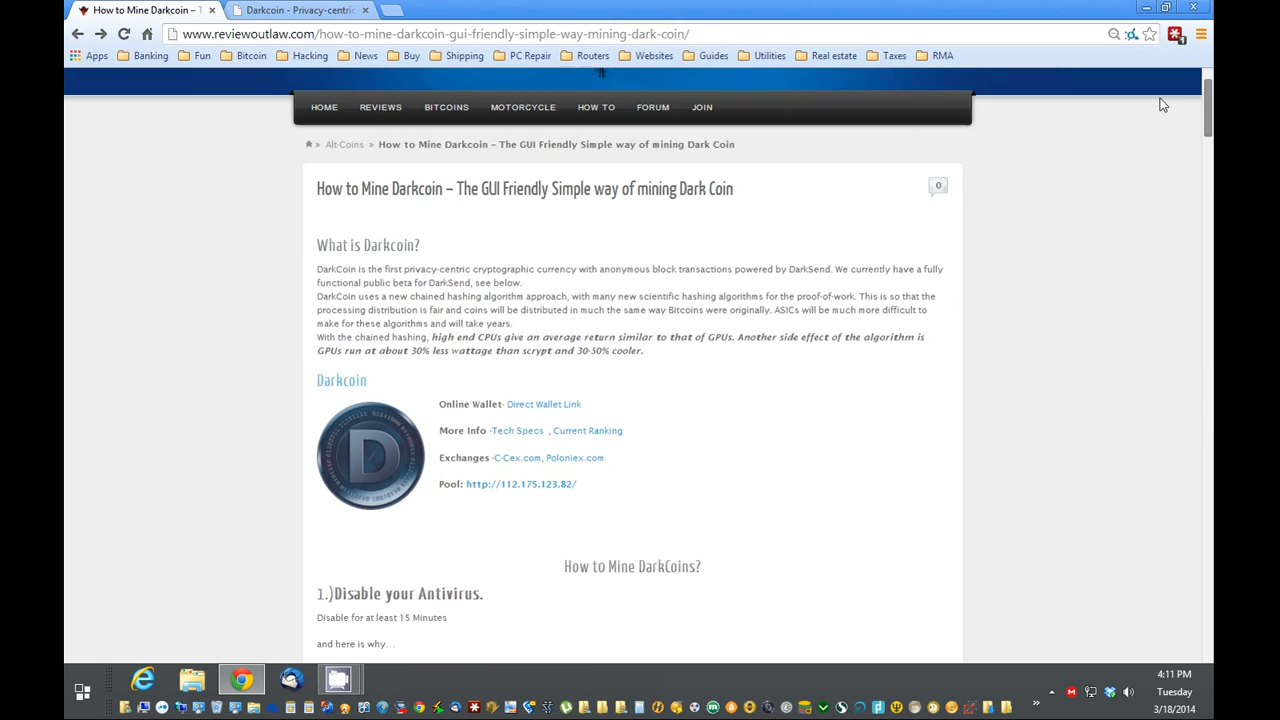 How to Mine Darkcoin – T
Darkcoin - Privacy-centric
www.reviewoutlaw.com/how-to-mine-darkcoin-gui-friendly-simple-way-mining-dark-coin/
Apps Banking Fun Bitcoin Hacking News Buy Shipping PC Repair Routers Websites Guides Utilities Real estate Taxes RMA
HOME REVIEWS BITCOINS MOTORCYCLE HOW TO FORUM JOIN
» Alt-Coins » How to Mine Darkcoin – The GUI Friendly Simple way of mining Dark Coin
How to Mine Darkcoin – The GUI Friendly Simple way of mining Dark Coin
0
What is Darkcoin?
DarkCoin is the first privacy-centric cryptographic currency with anonymous block transactions powered by DarkSend. We currently have a fully
functional public beta for DarkSend, see below.
DarkCoin uses a new chained hashing algorithm approach, with many new scientific hashing algorithms for the proof-of-work. This is so that the
processing distribution is fair and coins will be distributed in much the same way Bitcoins were originally. ASICs will be much more difficult to
make for these algorithms and will take years.
With the chained hashing, high end CPUs give an average return similar to that of GPUs. Another side effect of the algorithm is
GPUs run at about 30% less wattage than scrypt and 30-50% cooler.
Darkcoin
D
Online Wallet- Direct Wallet Link
More Info -Tech Specs , Current Ranking
Exchanges -C-Cex.com, Poloniex.com
Pool: http://112.175.123.82/
How to Mine DarkCoins?
1.)Disable your Antivirus.
Disable for at least 15 Minutes
and here is why…
4:11 PM
Tuesday
3/18/2014